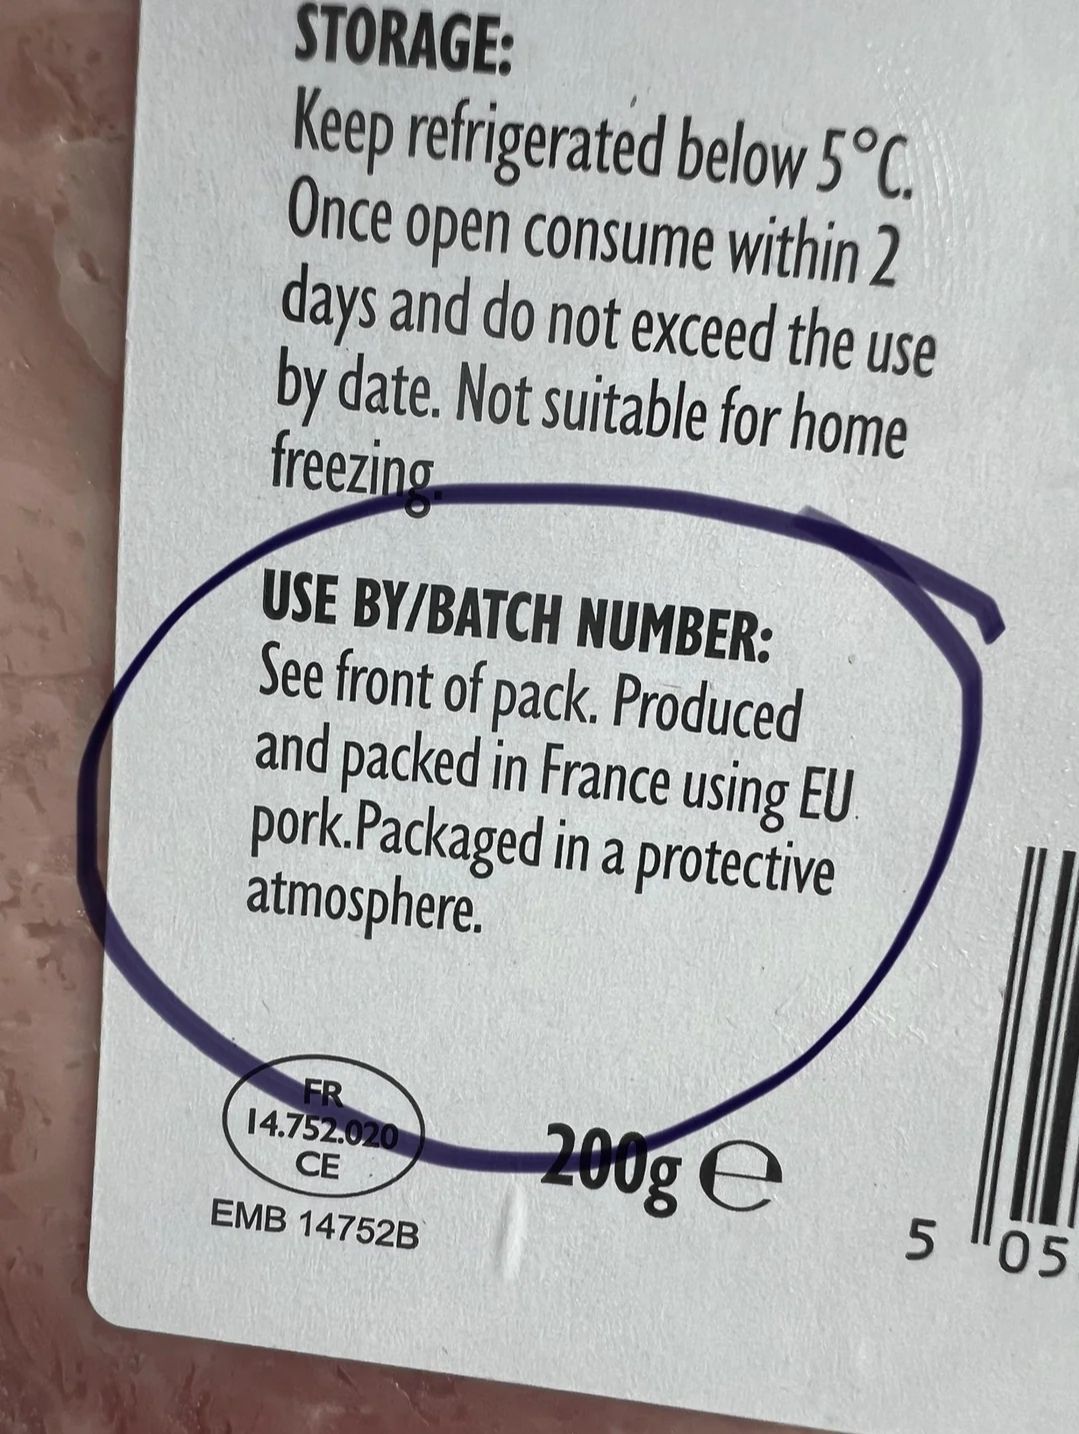 STORAGE:
Keep refrigerated below 5°C.
Once open consume within 2
days and do not exceed the use
by date. Not suitable for home
freezing.
USE BY/BATCH NUMBER:
See front of pack. Produced
and packed in France using EU
pork.Packaged in a protective
atmosphere.
FR
14.752.020
CE
EMB 14752B
200g e
5 05